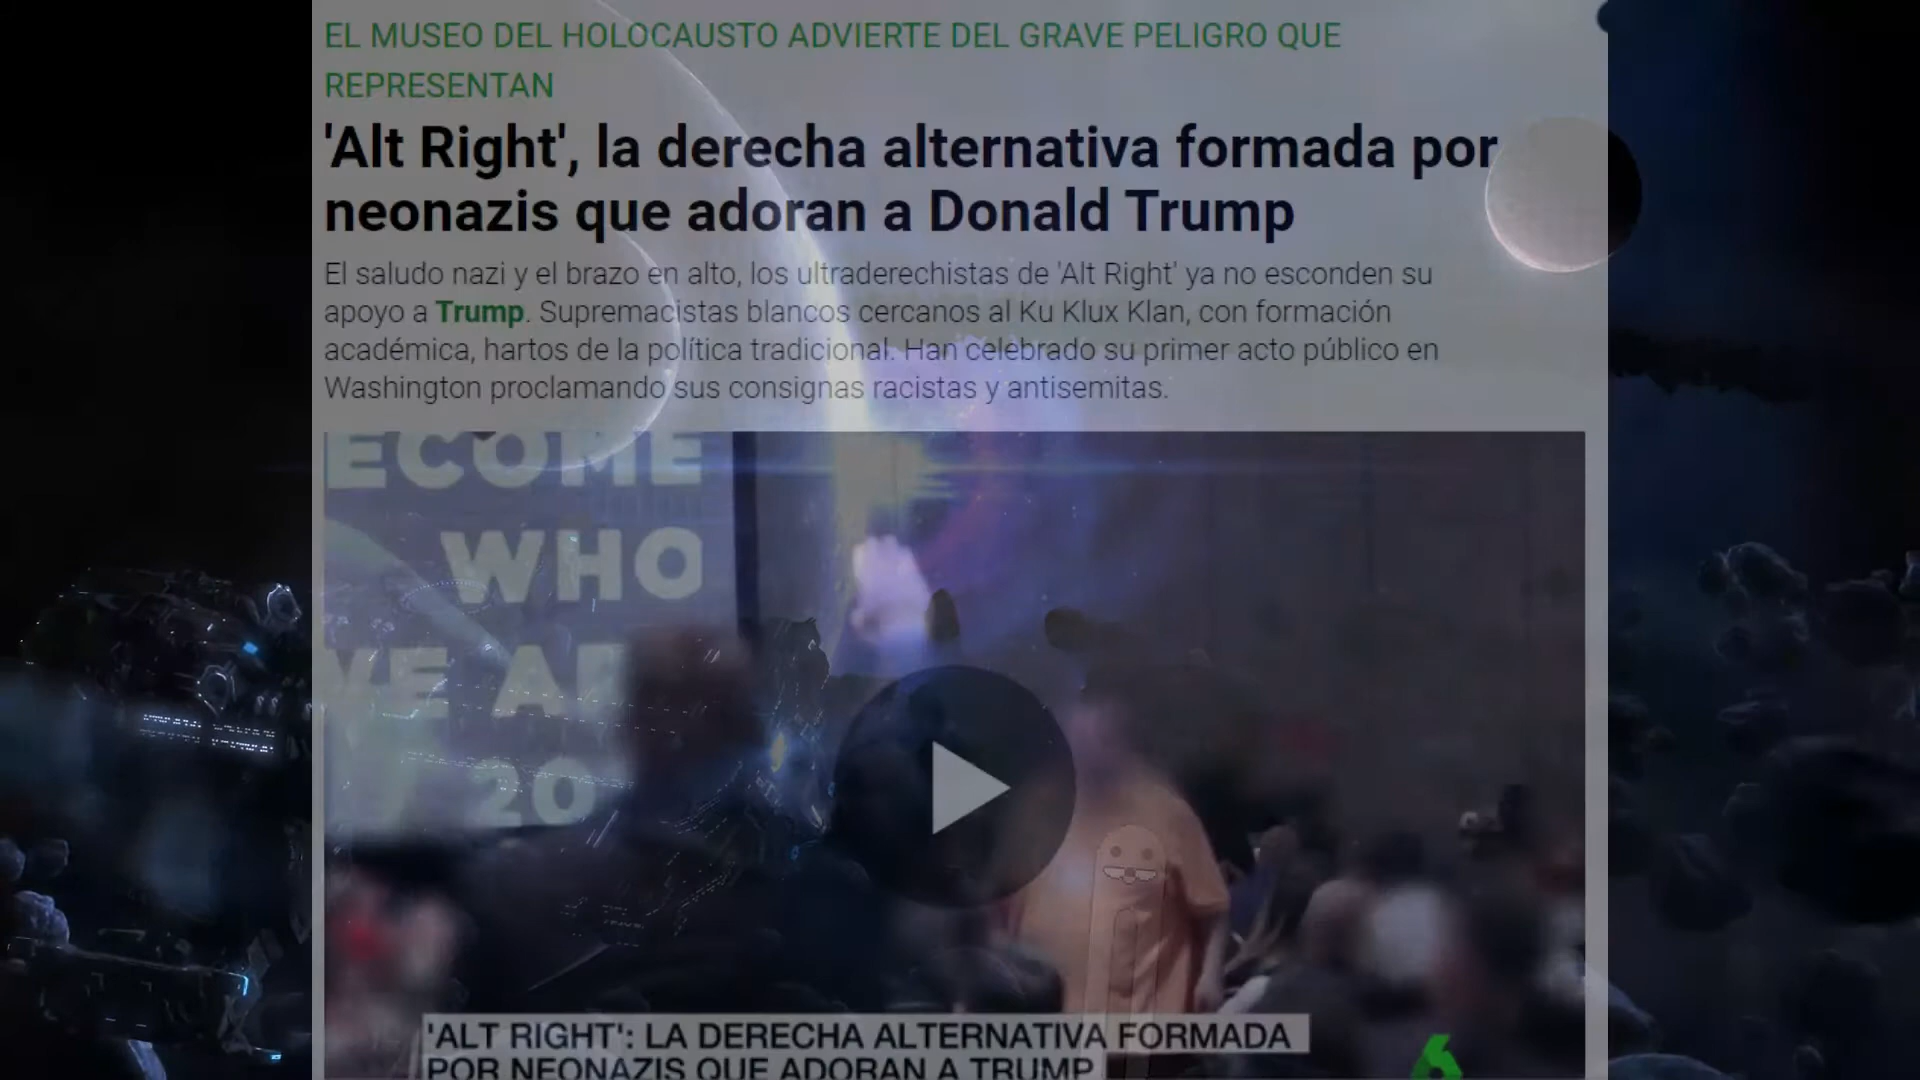 EL MUSEO DEL HOLOCAUSTO ADVIERTE DEL GRAVE PELIGRO QUE
REPRESENTAN
'Alt Right', la derecha alternativa formada por
neonazis que adoran a Donald Trump
El saludo nazi y el brazo en alto, los ultraderechistas de 'Alt Right' ya no esconden su
apoyo a Trump. Supremacistas blancos cercanos al Ku Klux Klan, con formación
académica, hartos de la política tradicional. Han celebrado su primer acto público en
Washington proclamando sus consignas racistas y antisemitas.
ECOME
WHO
WE AR
20
'ALT RIGHT': LA DERECHA ALTERNATIVA FORMADA
POR NEONAZIS QUE ADORAN A TRUMP
6